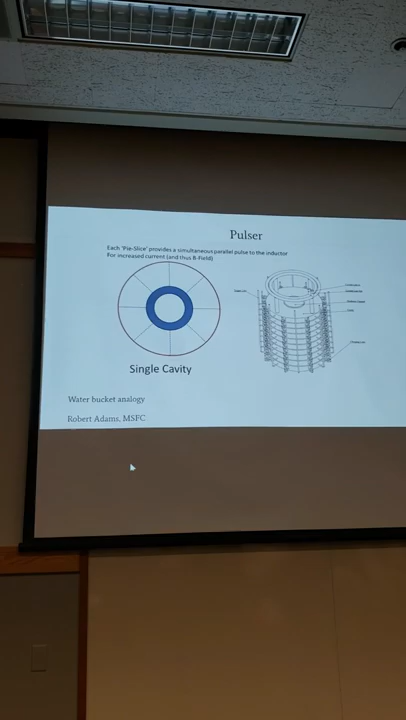 Pulser
Each 'Pie-Slice' provides a simultaneous parallel pulse to the inductor
For increased current (and thus B-Field)
Single Cavity
Water bucket analogy
Robert Adams, MSFC